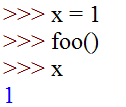 >>> x = 1
>>> foo()
>>> x
1